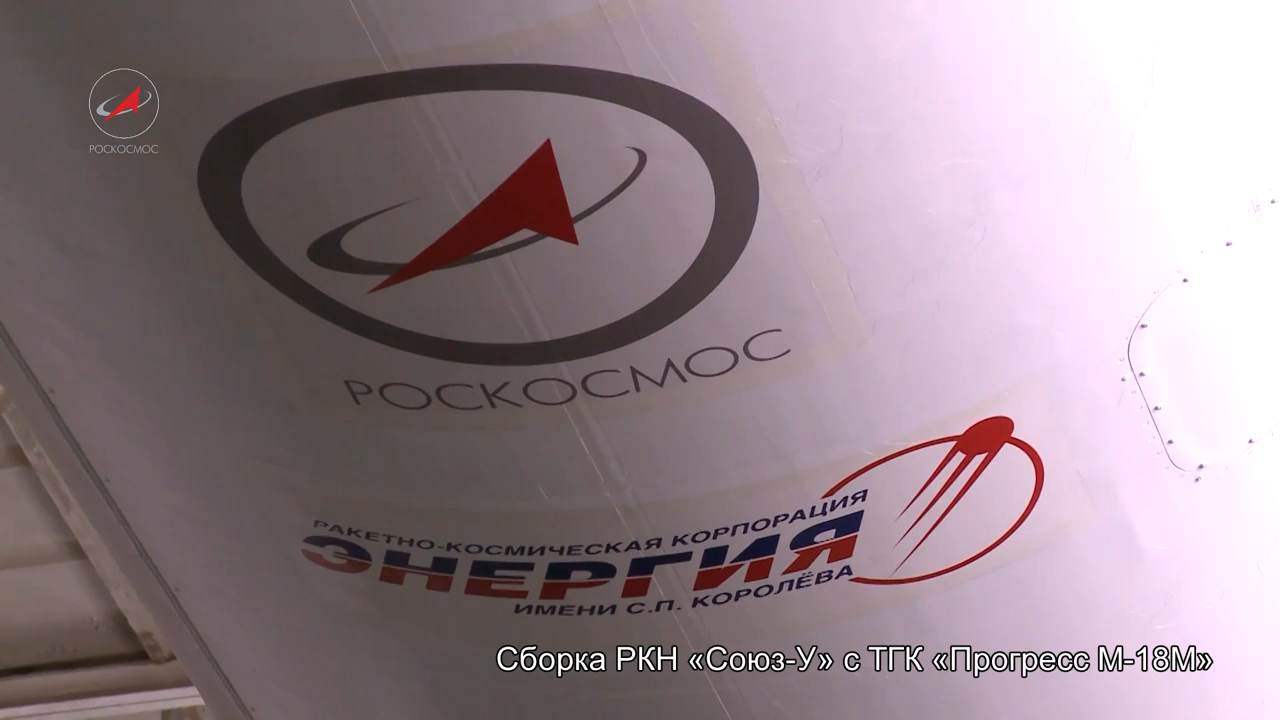 РОСКОСМОС
РОСКОСМОС
РАКЕТНО-КОСМИЧЕСКАЯ КОРПОРАЦИЯ
ЭНЕРГИЯ
ИМЕНИ С.П. КОРОЛЁВА
Сборка РКН «Союз-У» с ТГК «Прогресс М-18М»